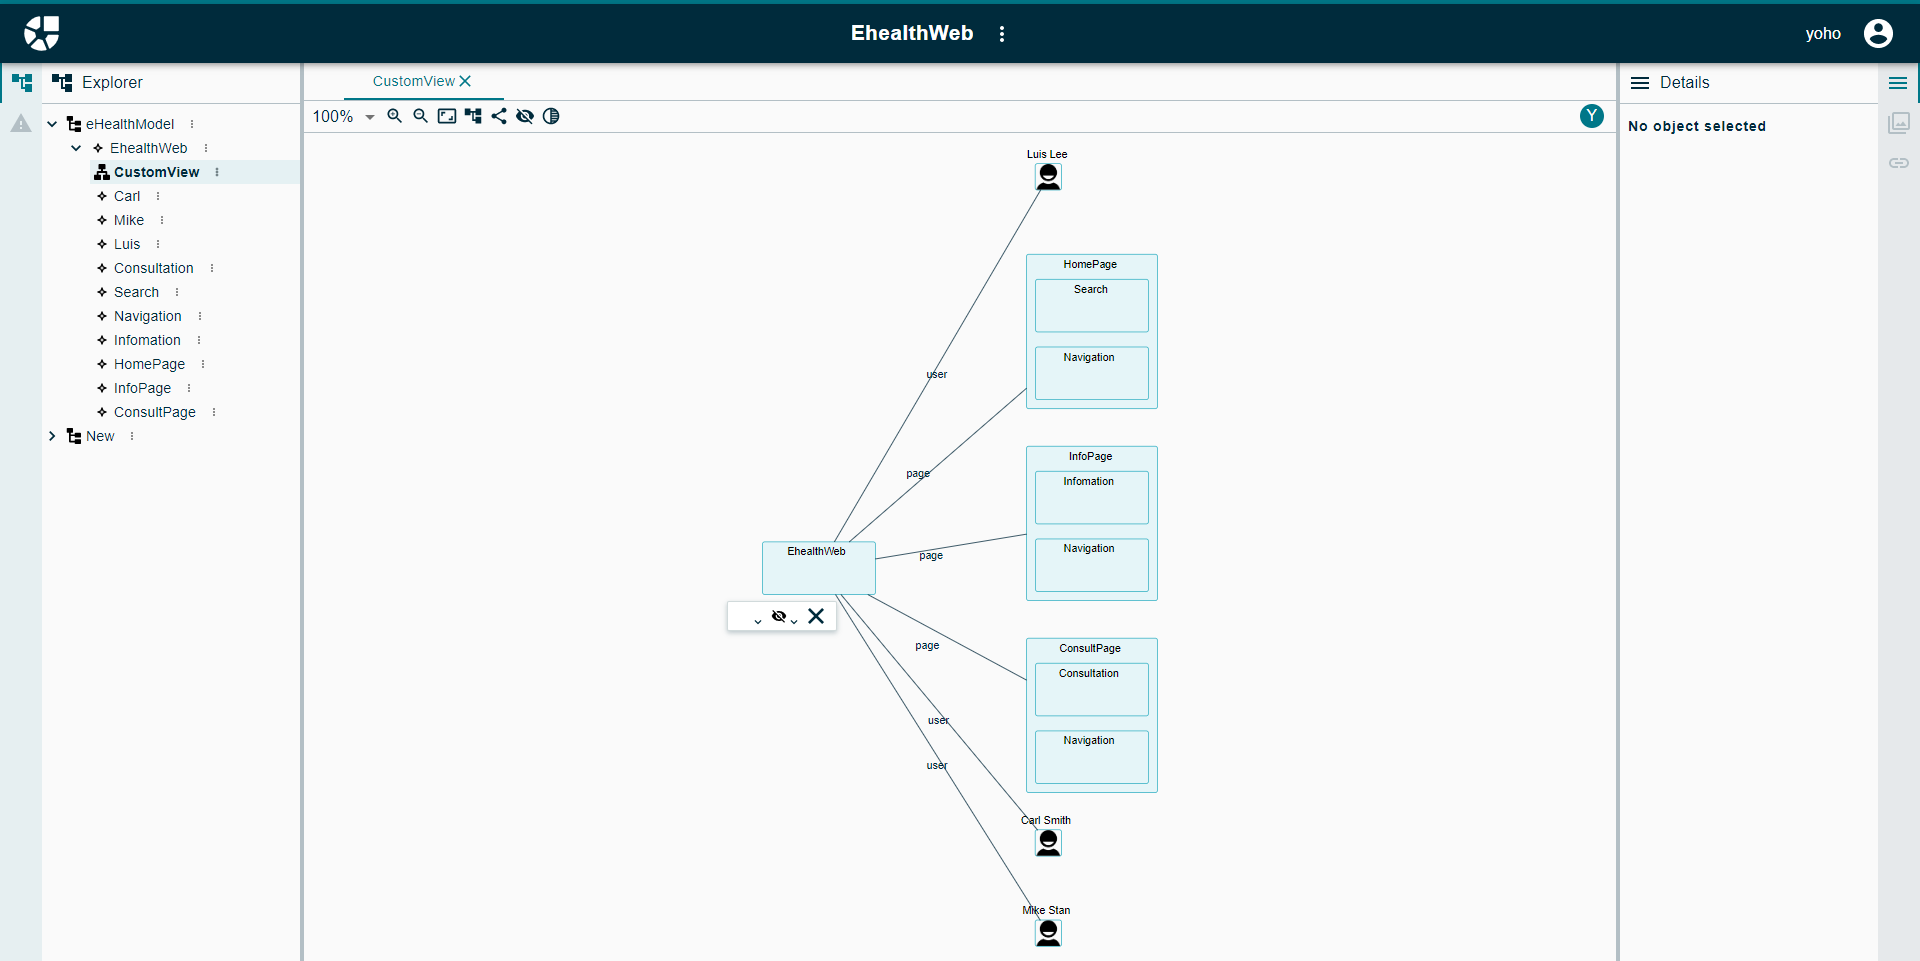 EhealthWeb
yoho
Explorer
eHealthModel
EhealthWeb
CustomView
Carl
Mike
Luis
Consultation
Search
Navigation
Infomation
HomePage
InfoPage
ConsultPage
New
CustomView
100%
Y
Luis Lee
HomePage
Search
Navigation
user
page
InfoPage
Infomation
Navigation
EhealthWeb
page
page
ConsultPage
Consultation
Navigation
user
user
Carl Smith
Mike Stan
Details
No object selected